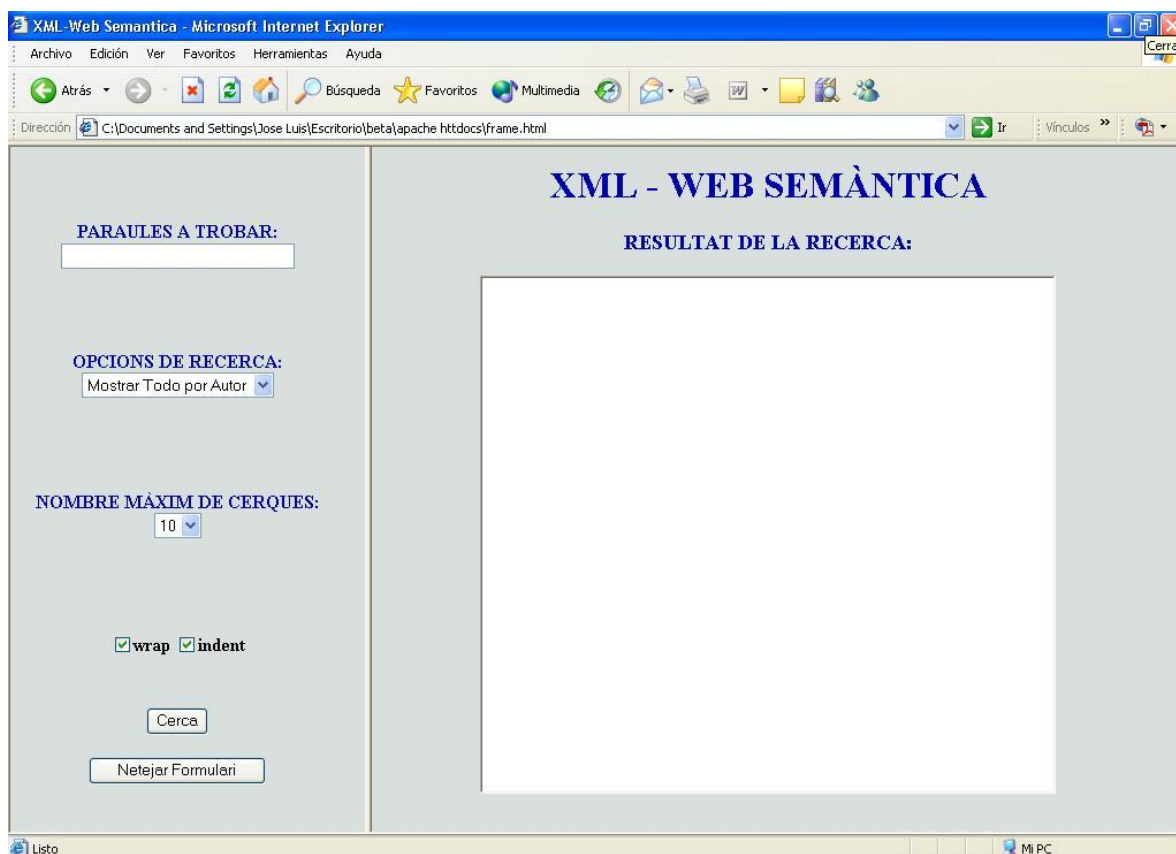 XML-Web Semantica - Microsoft Internet Explorer
Cerra
Archivo Edición Ver Favoritos Herramientas Ayuda
Atrás Búsqueda Favoritos Multimedia
Dirección C:\Documents and Settings\Jose Luis\Escritorio\beta\apache httdocs\frame.html Ir Vínculos »
PARAULES A TROBAR:
OPCIONS DE RECERCA:
Mostrar Todo por Autor
NOMBRE MÀXIM DE CERQUES:
10
wrap indent
Cerca
Netejar Formulari
XML - WEB SEMÀNTICA
RESULTAT DE LA RECERCA:
Listo Mi PC